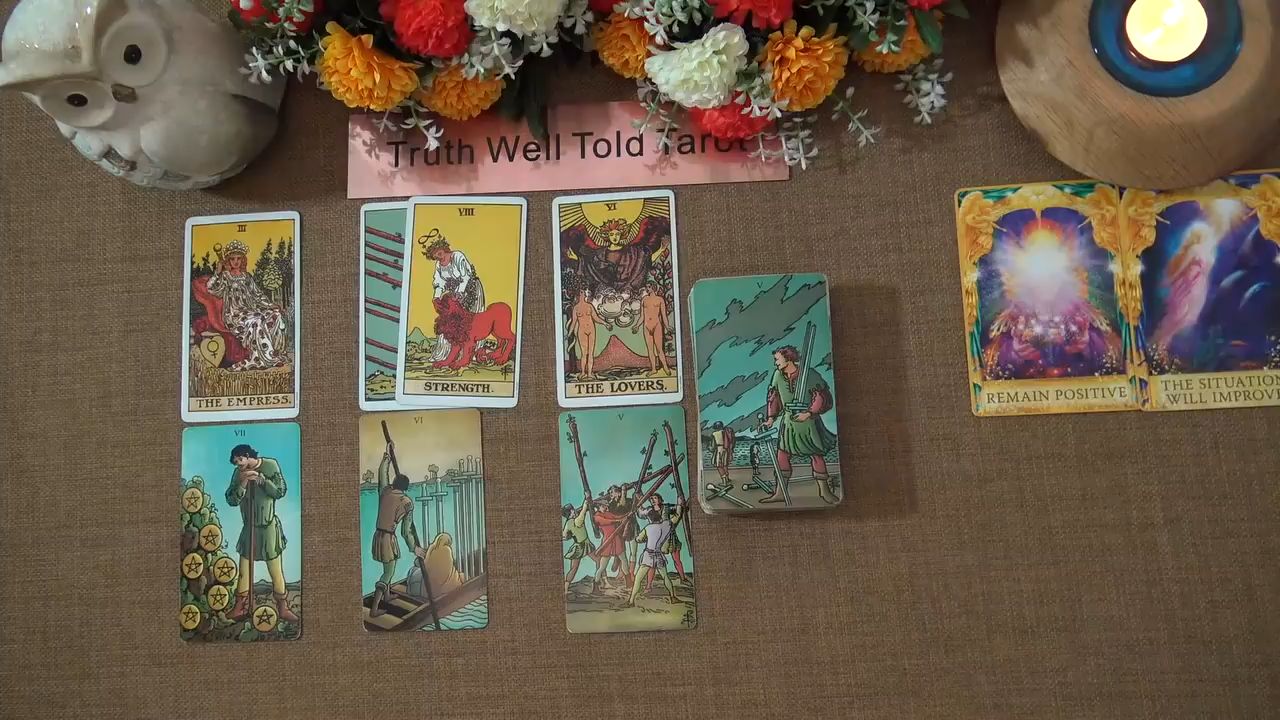 Truth Well Told Tarot
III
THE EMPRESS.
VIII
STRENGTH.
VI
THE LOVERS.
V
REMAIN POSITIVE
THE SITUATION
WILL IMPROVE
VII
VI
V